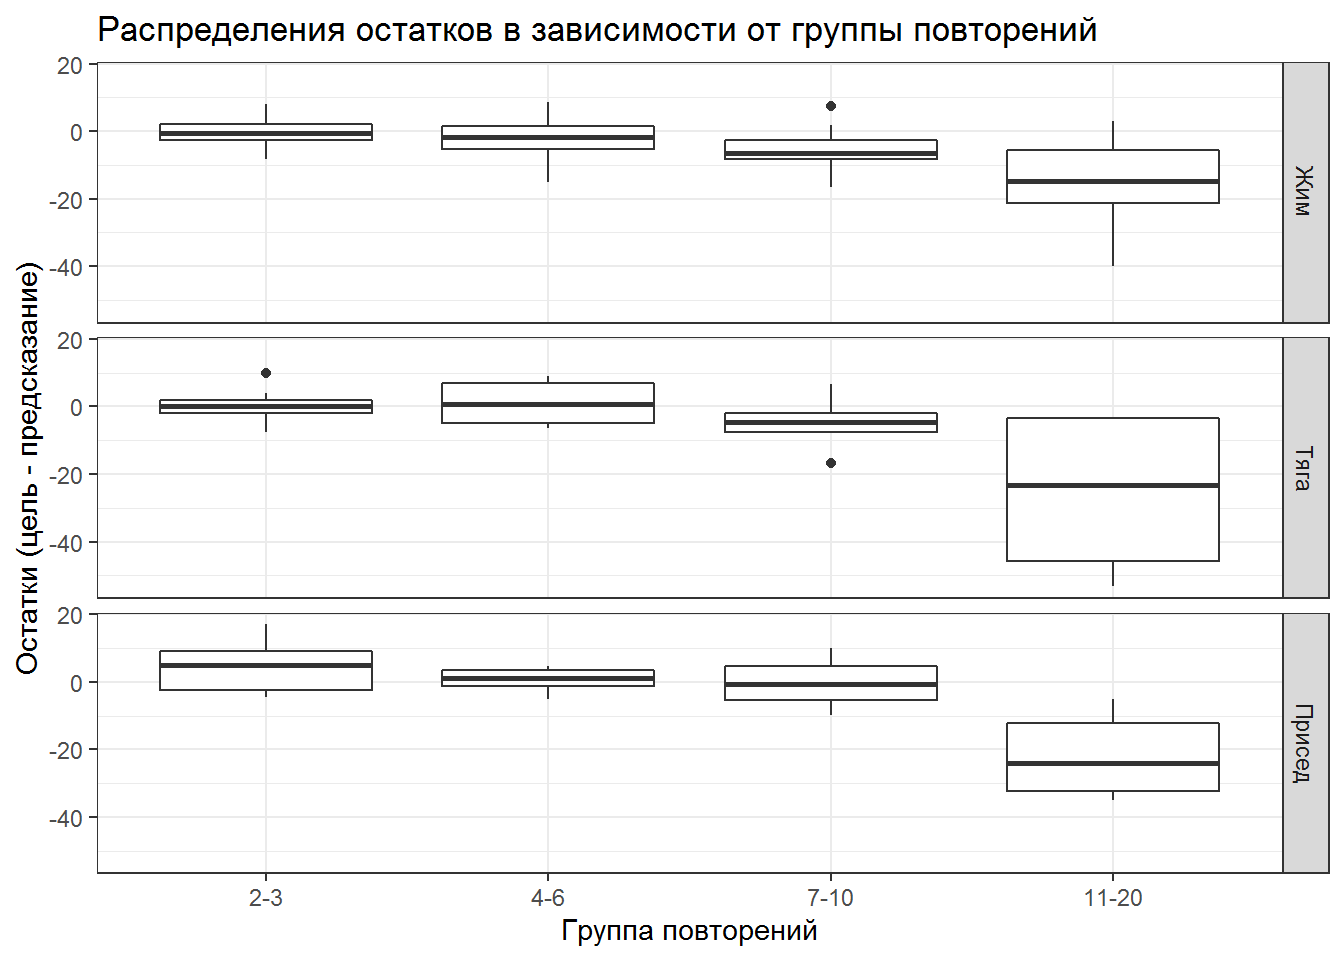 Распределения остатков в зависимости от группы повторений
Остатки (цель - предсказание)
20
0
-20
-40
Жим
20
0
-20
-40
Тяга
20
0
-20
-40
Присед
2-3
4-6
7-10
11-20
Группа повторений